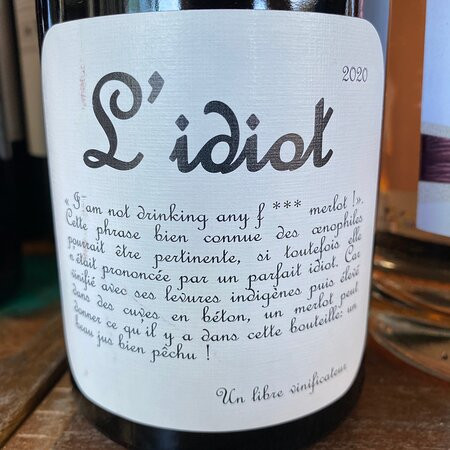 L'idiot
2020
« I am not drinking any f *** merlot ! ».
Cette phrase bien connue des œnophiles
pourrait être pertinente, si toutefois elle
n'était prononcée par un parfait idiot. Car
vinifié avec ses levures indigènes puis élevé
dans des cuves en béton, un merlot peut
donner ce qu'il y a dans cette bouteille: un
beau jus bien pêchu !
Un libre vinificateur